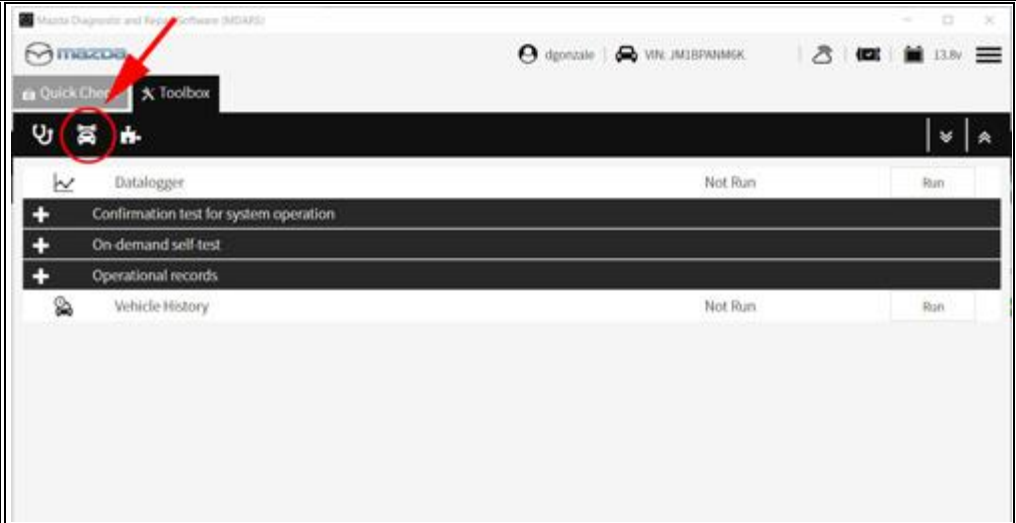 Mazda Diagnostic and Repair Software (MDARS)
mazda
dgonzale
VIN: JM1BPANM6K
13.8v
Quick
Toolbox
Datalogger Not Run Run
Confirmation test for system operation
On-demand self-test
Operational records
Vehicle History Not Run Run